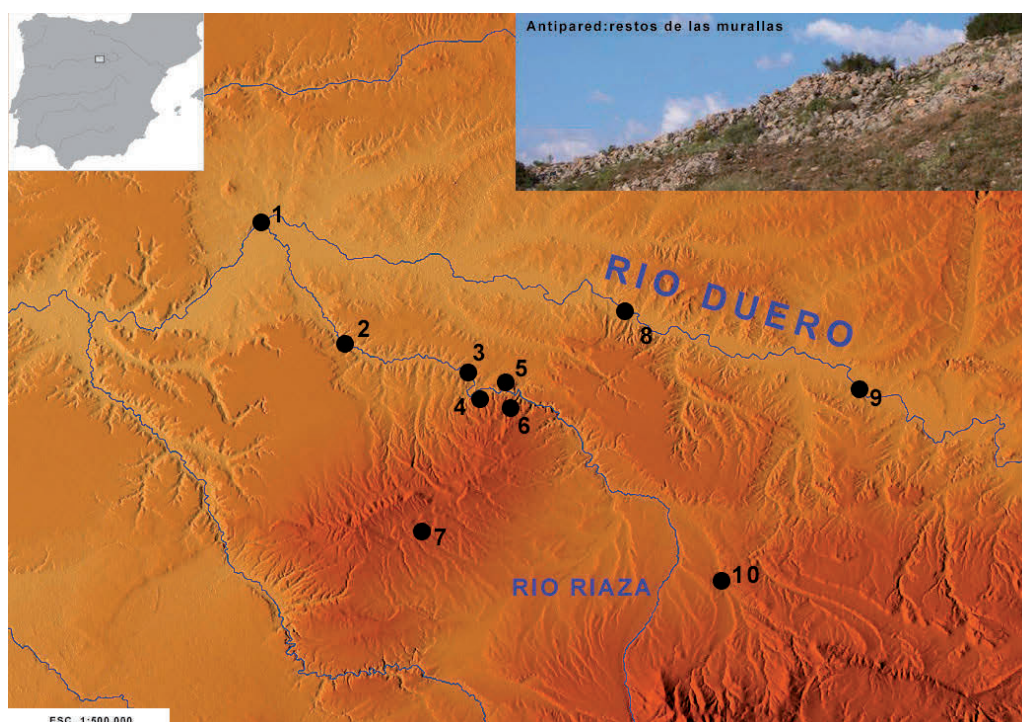 Antipared:restos de las murallas
1
RIO DUERO
2
3
5
8
4
6
9
7
RIO RIAZA
10
ESC. 1:500.000